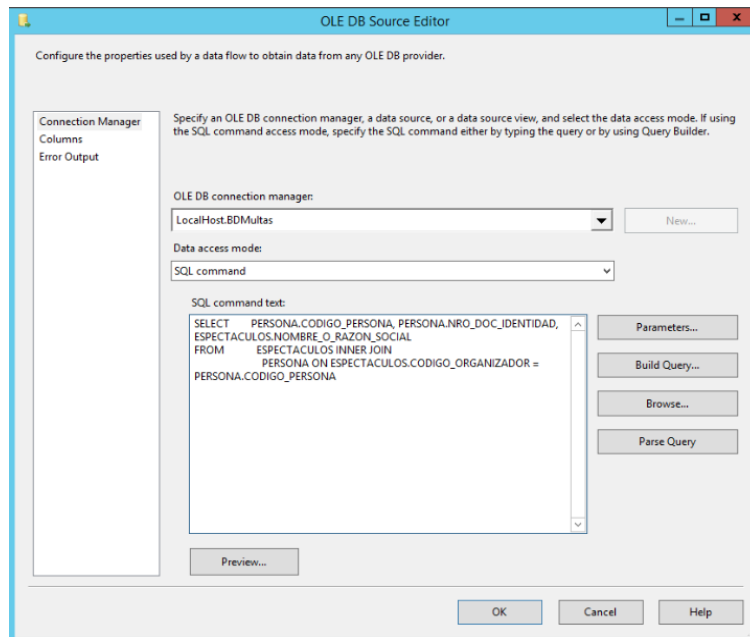 OLE DB Source Editor
Configure the properties used by a data flow to obtain data from any OLE DB provider.
Connection Manager
Columns
Error Output
Specify an OLE DB connection manager, a data source, or a data source view, and select the data access mode. If using
the SQL command access mode, specify the SQL command either by typing the query or by using Query Builder.
OLE DB connection manager:
LocalHost.BDMultas
New...
Data access mode:
SQL command
SQL command text:
SELECT PERSONA.CODIGO_PERSONA, PERSONA.NRO_DOC_IDENTIDAD,
ESPECTACULOS.NOMBRE_O_RAZON_SOCIAL
FROM ESPECTACULOS INNER JOIN
PERSONA ON ESPECTACULOS.CODIGO_ORGANIZADOR =
PERSONA.CODIGO_PERSONA
Parameters...
Build Query...
Browse...
Parse Query
Preview...
OK
Cancel
Help